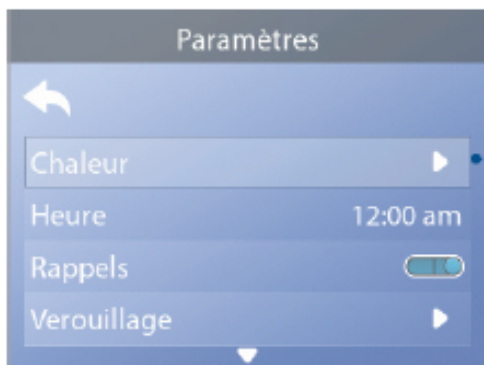 Paramètres
Chaleur
Heure 12:00 am
Rappels
Verouillage